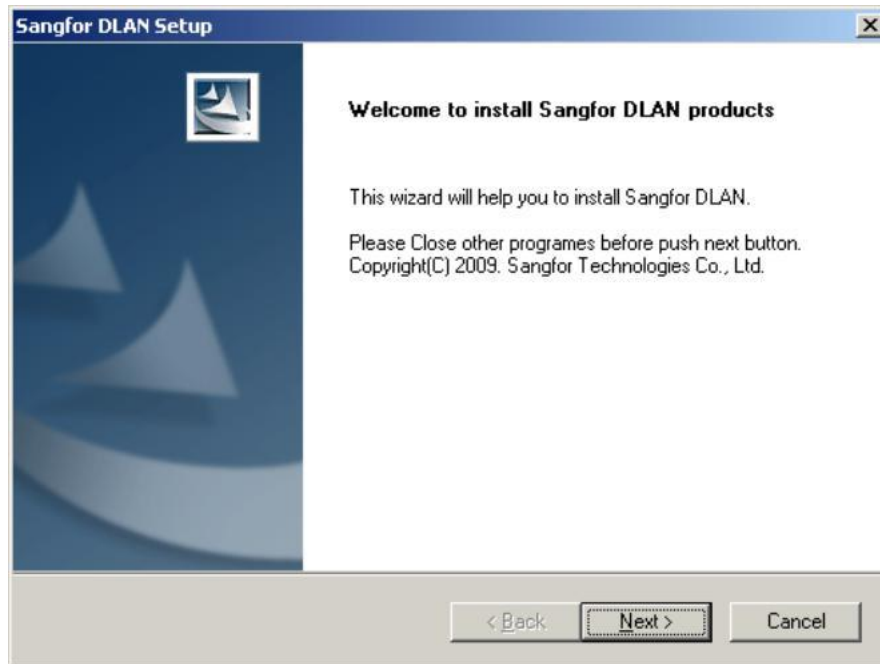 Sangfor DLAN Setup
Welcome to install Sangfor DLAN products
This wizard will help you to install Sangfor DLAN.
Please Close other programes before push next button.
Copyright(C) 2009. Sangfor Technologies Co., Ltd.
< Back
Next >
Cancel